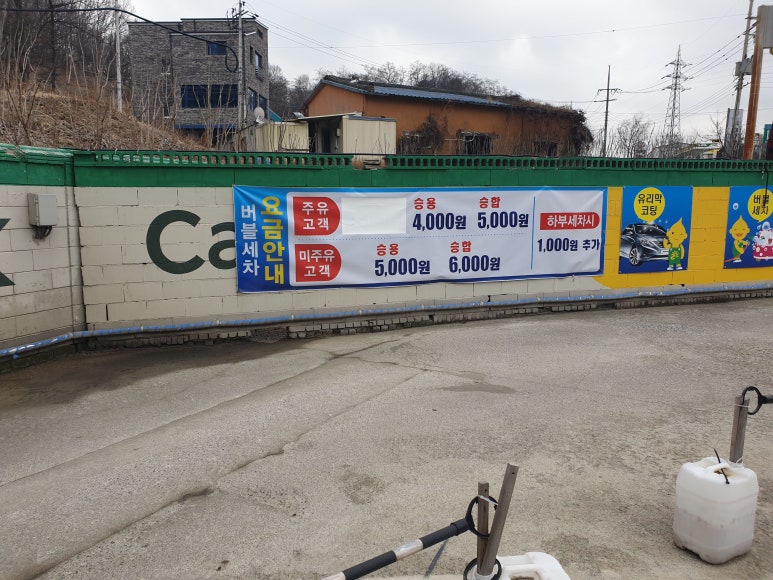 Ca
버블세차
요금안내
주유
고객
승용 승합
4,000원 5,000원
미주유
고객
승용 승합
5,000원 6,000원
하부세차시
1,000원 추가
유리막
코팅
버블
세차